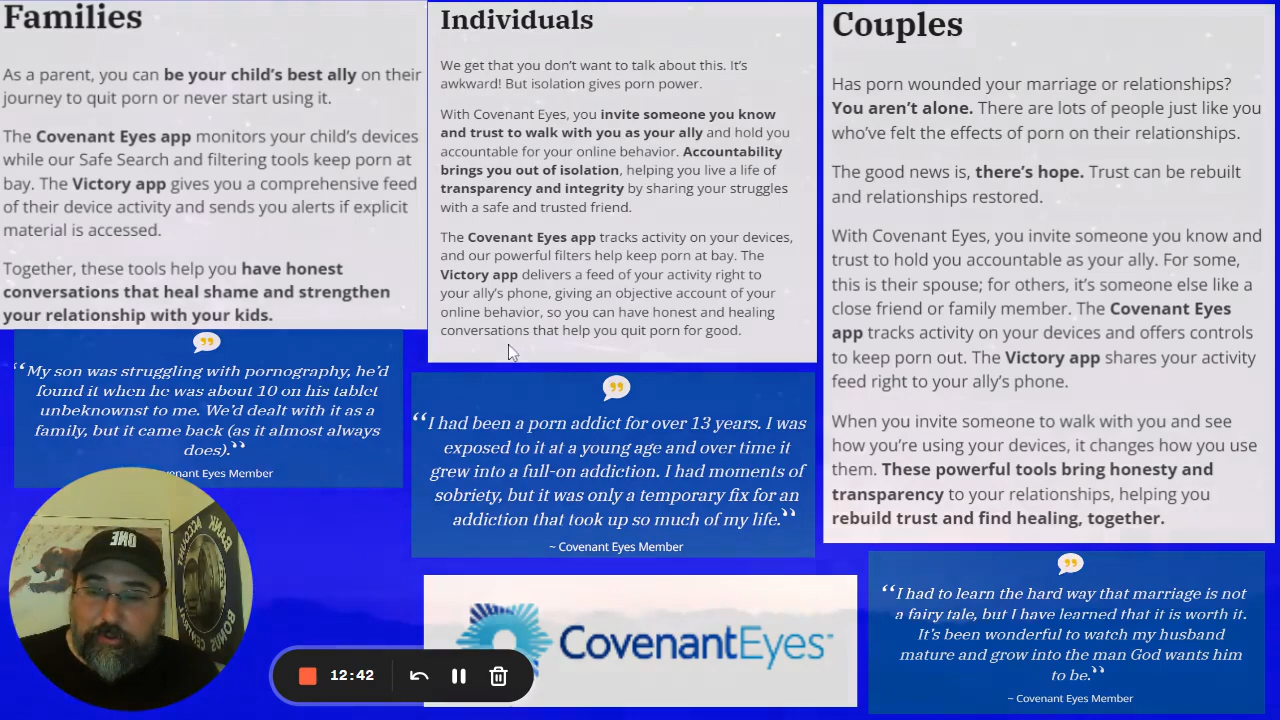 Families
As a parent, you can be your child's best ally on their
journey to quit porn or never start using it.
The Covenant Eyes app monitors your child's devices
while our Safe Search and filtering tools keep porn at
bay. The Victory app gives you a comprehensive feed
of their device activity and sends you alerts if explicit
material is accessed.
Together, these tools help you have honest
conversations that heal shame and strengthen
your relationship with your kids.
“My son was struggling with pornography, he'd
found it when he was about 10 on his tablet
unbeknownst to me. We'd dealt with it as a
family, but it came back (as it almost always
does).”
enant Eyes Member
Individuals
We get that you don't want to talk about this. It's
awkward! But isolation gives porn power.
With Covenant Eyes, you invite someone you know
and trust to walk with you as your ally and hold you
accountable for your online behavior. Accountability
brings you out of isolation, helping you live a life of
transparency and integrity by sharing your struggles
with a safe and trusted friend.
The Covenant Eyes app tracks activity on your devices,
and our powerful filters help keep porn at bay. The
Victory app delivers a feed of your activity right to
your ally's phone, giving an objective account of your
online behavior, so you can have honest and healing
conversations that help you quit porn for good.
“I had been a porn addict for over 13 years. I was
exposed to it at a young age and over time it
grew into a full-on addiction. I had moments of
sobriety, but it was only a temporary fix for an
addiction that took up so much of my life.”
~ Covenant Eyes Member
CovenantEyes
Couples
Has porn wounded your marriage or relationships?
You aren't alone. There are lots of people just like you
who've felt the effects of porn on their relationships.
The good news is, there's hope. Trust can be rebuilt
and relationships restored.
With Covenant Eyes, you invite someone you know and
trust to hold you accountable as your ally. For some,
this is their spouse; for others, it's someone else like a
close friend or family member. The Covenant Eyes
app tracks activity on your devices and offers controls
to keep porn out. The Victory app shares your activity
feed right to your ally's phone.
When you invite someone to walk with you and see
how you're using your devices, it changes how you use
them. These powerful tools bring honesty and
transparency to your relationships, helping you
rebuild trust and find healing, together.
“I had to learn the hard way that marriage is not
a fairy tale, but I have learned that it is worth it.
It's been wonderful to watch my husband
mature and grow into the man God wants him
to be.”
~ Covenant Eyes Member
ONE
BANK ACCOUNT
12:42